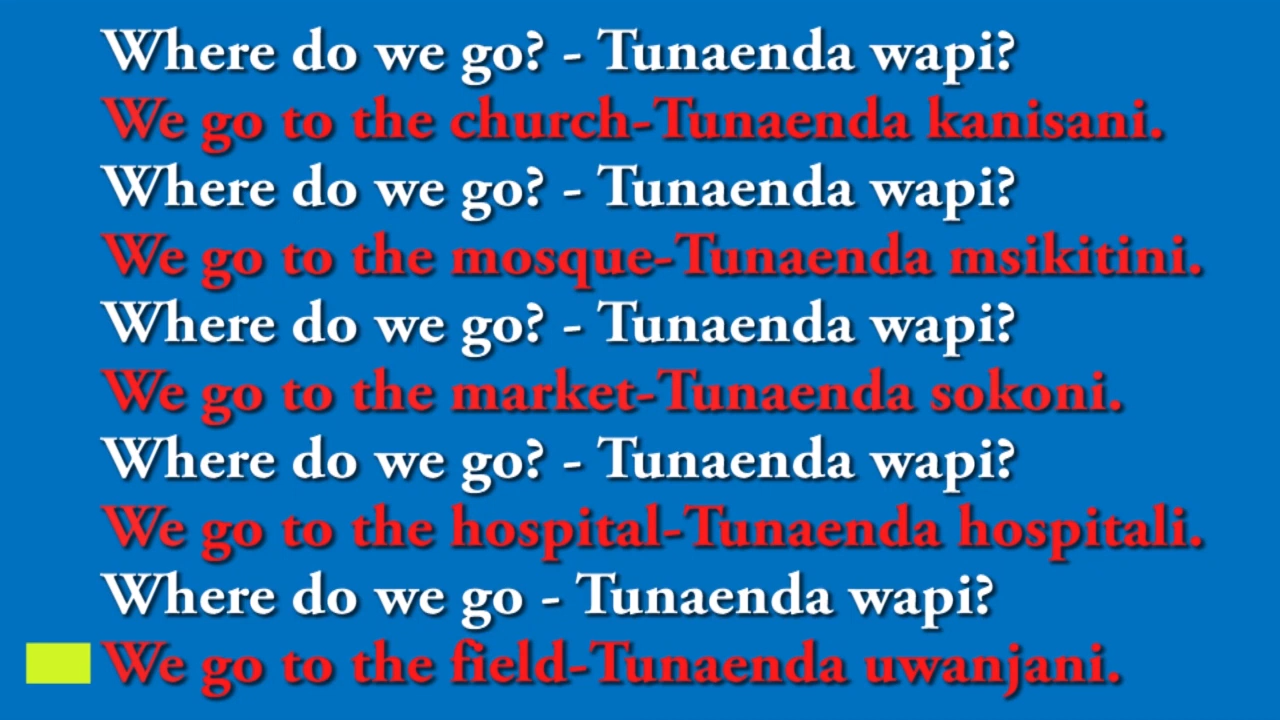 Where do we go? - Tunaenda wapi?
We go to the church-Tunaenda kanisani.
Where do we go? - Tunaenda wapi?
We go to the mosque-Tunaenda msikitini.
Where do we go? - Tunaenda wapi?
We go to the market-Tunaenda sokoni.
Where do we go? - Tunaenda wapi?
We go to the hospital-Tunaenda hospitali.
Where do we go - Tunaenda wapi?
We go to the field-Tunaenda uwanjani.